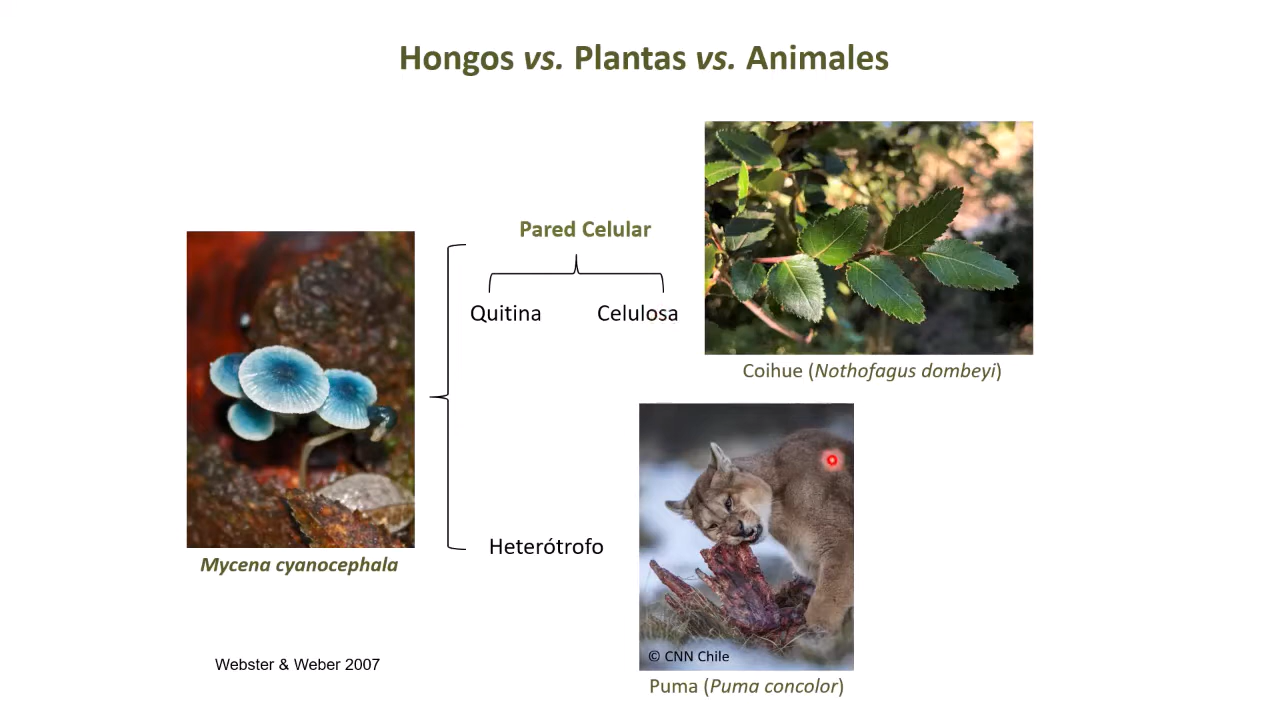 Hongos vs. Plantas vs. Animales
Pared Celular
Quitina
Celulosa
Coihue (Nothofagus dombeyi)
Heterótrofo
Mycena cyanocephala
© CNN Chile
Puma (Puma concolor)
Webster & Weber 2007